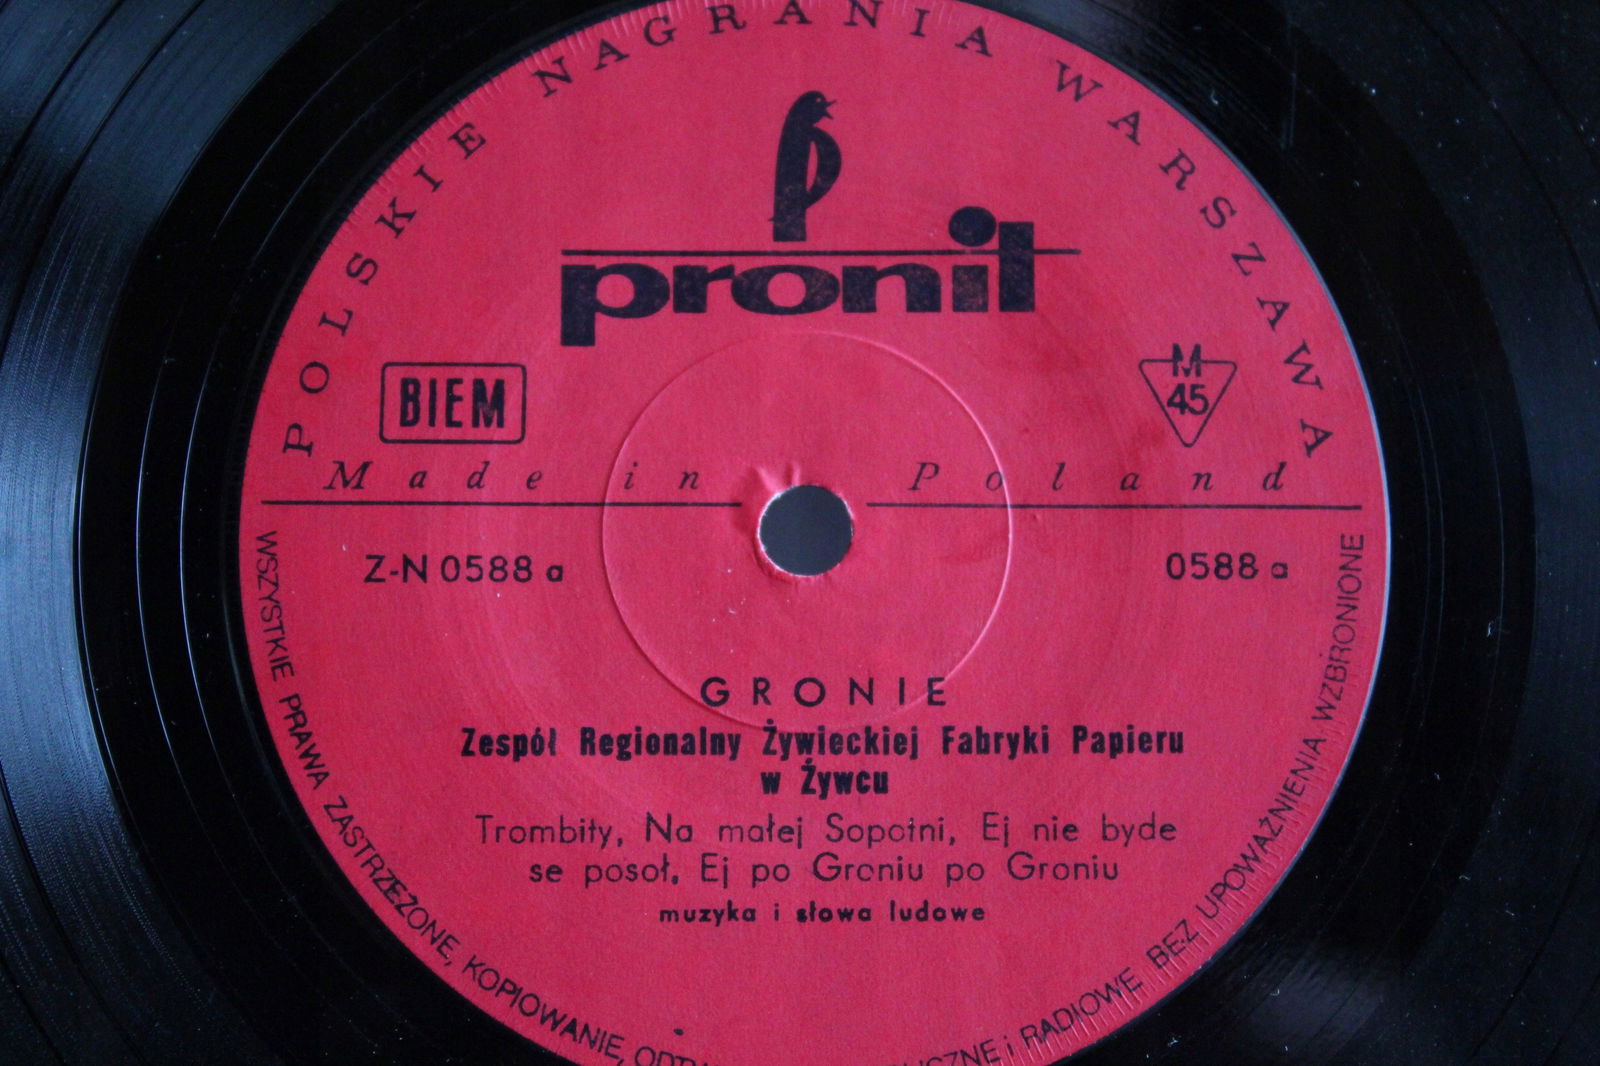 POLSKIE NAGRANIA WARSZAWA
pronit
BIEM
M
45
Made in Poland
Z-N 0588 a
0588 a
GRONIE
Zespół Regionalny Żywieckiej Fabryki Papieru
w Żywcu
Trombity, Na małej Sopotni, Ej nie byde
se posoł, Ej po Groniu po Groniu
muzyka i słowa ludowe
WSZYSTKIE PRAWA ZASTRZEŻONE, KOPIOWANIE, i RADIOWE BEZ UPOWAŻNIENIA WZBRONIONE